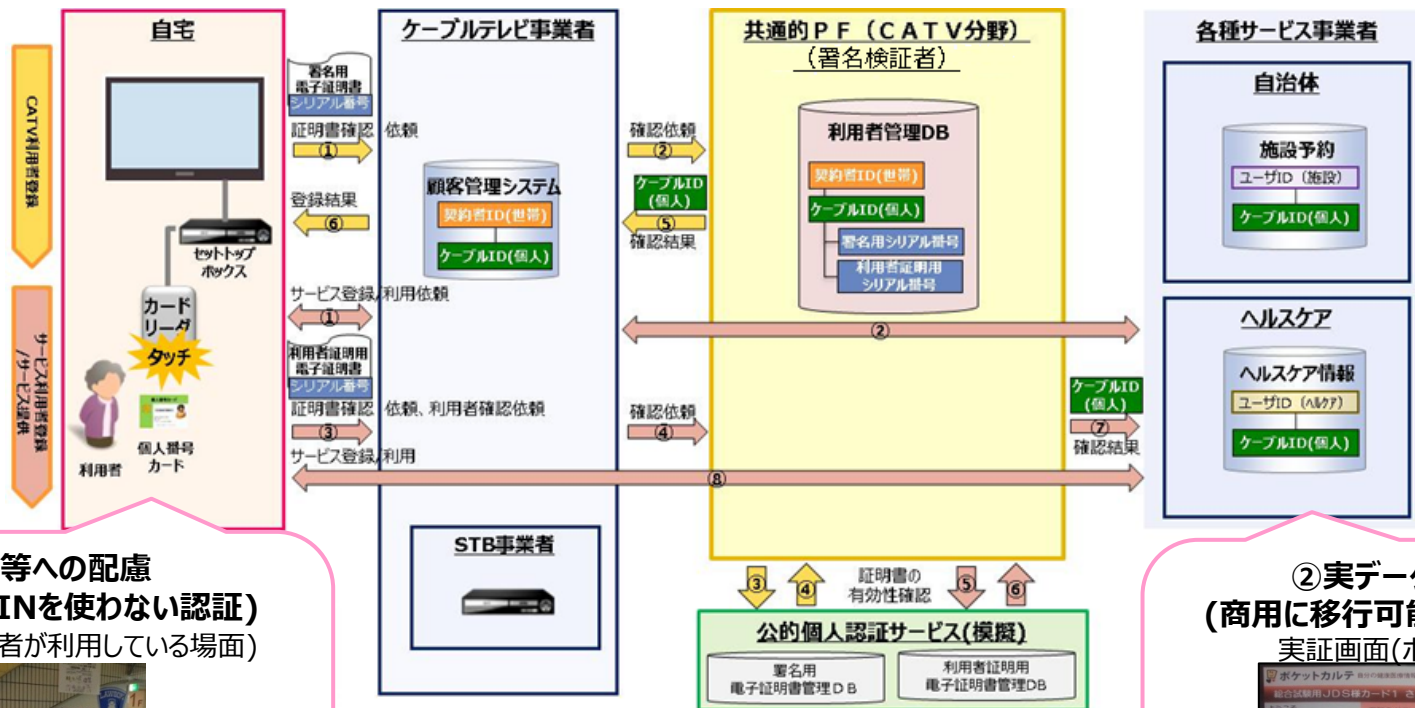 自宅
ケーブルテレビ事業者
共通的PF（CATV分野）
（署名検証者）
各種サービス事業者
CATV利用者登録
サービス利用者登録
/サービス提供
セットトップ
ボックス
カード
リーダ
タッチ
利用者
個人番号
カード
署名用
電子証明書
シリアル番号
証明書確認 依頼
①
登録結果
⑥
サービス登録/利用依頼
①
利用者証明用
電子証明書
シリアル番号
証明書確認 依頼、利用者確認依頼
③
サービス登録/利用
⑧
顧客管理システム
契約者ID(世帯)
ケーブルID(個人)
STB事業者
確認依頼
②
ケーブルID
(個人)
⑤
確認結果
②
確認依頼
④
利用者管理DB
契約者ID(世帯)
ケーブルID(個人)
署名用シリアル番号
利用者証明用
シリアル番号
ケーブルID
(個人)
⑦
確認結果
自治体
施設予約
ユーザID（施設）
ケーブルID(個人)
ヘルスケア
ヘルスケア情報
ユーザID（ヘルケア）
ケーブルID(個人)
③
④
証明書の
有効性確認
⑤
⑥
公的個人認証サービス(模擬)
署名用
電子証明書管理DB
利用者証明用
電子証明書管理DB
等への配慮
INを使わない認証)
者が利用している場面)
②実データ
(商用に移行可能
実証画面(ポ
ポケットカルテ
総合試験用JDS様カード1 さ